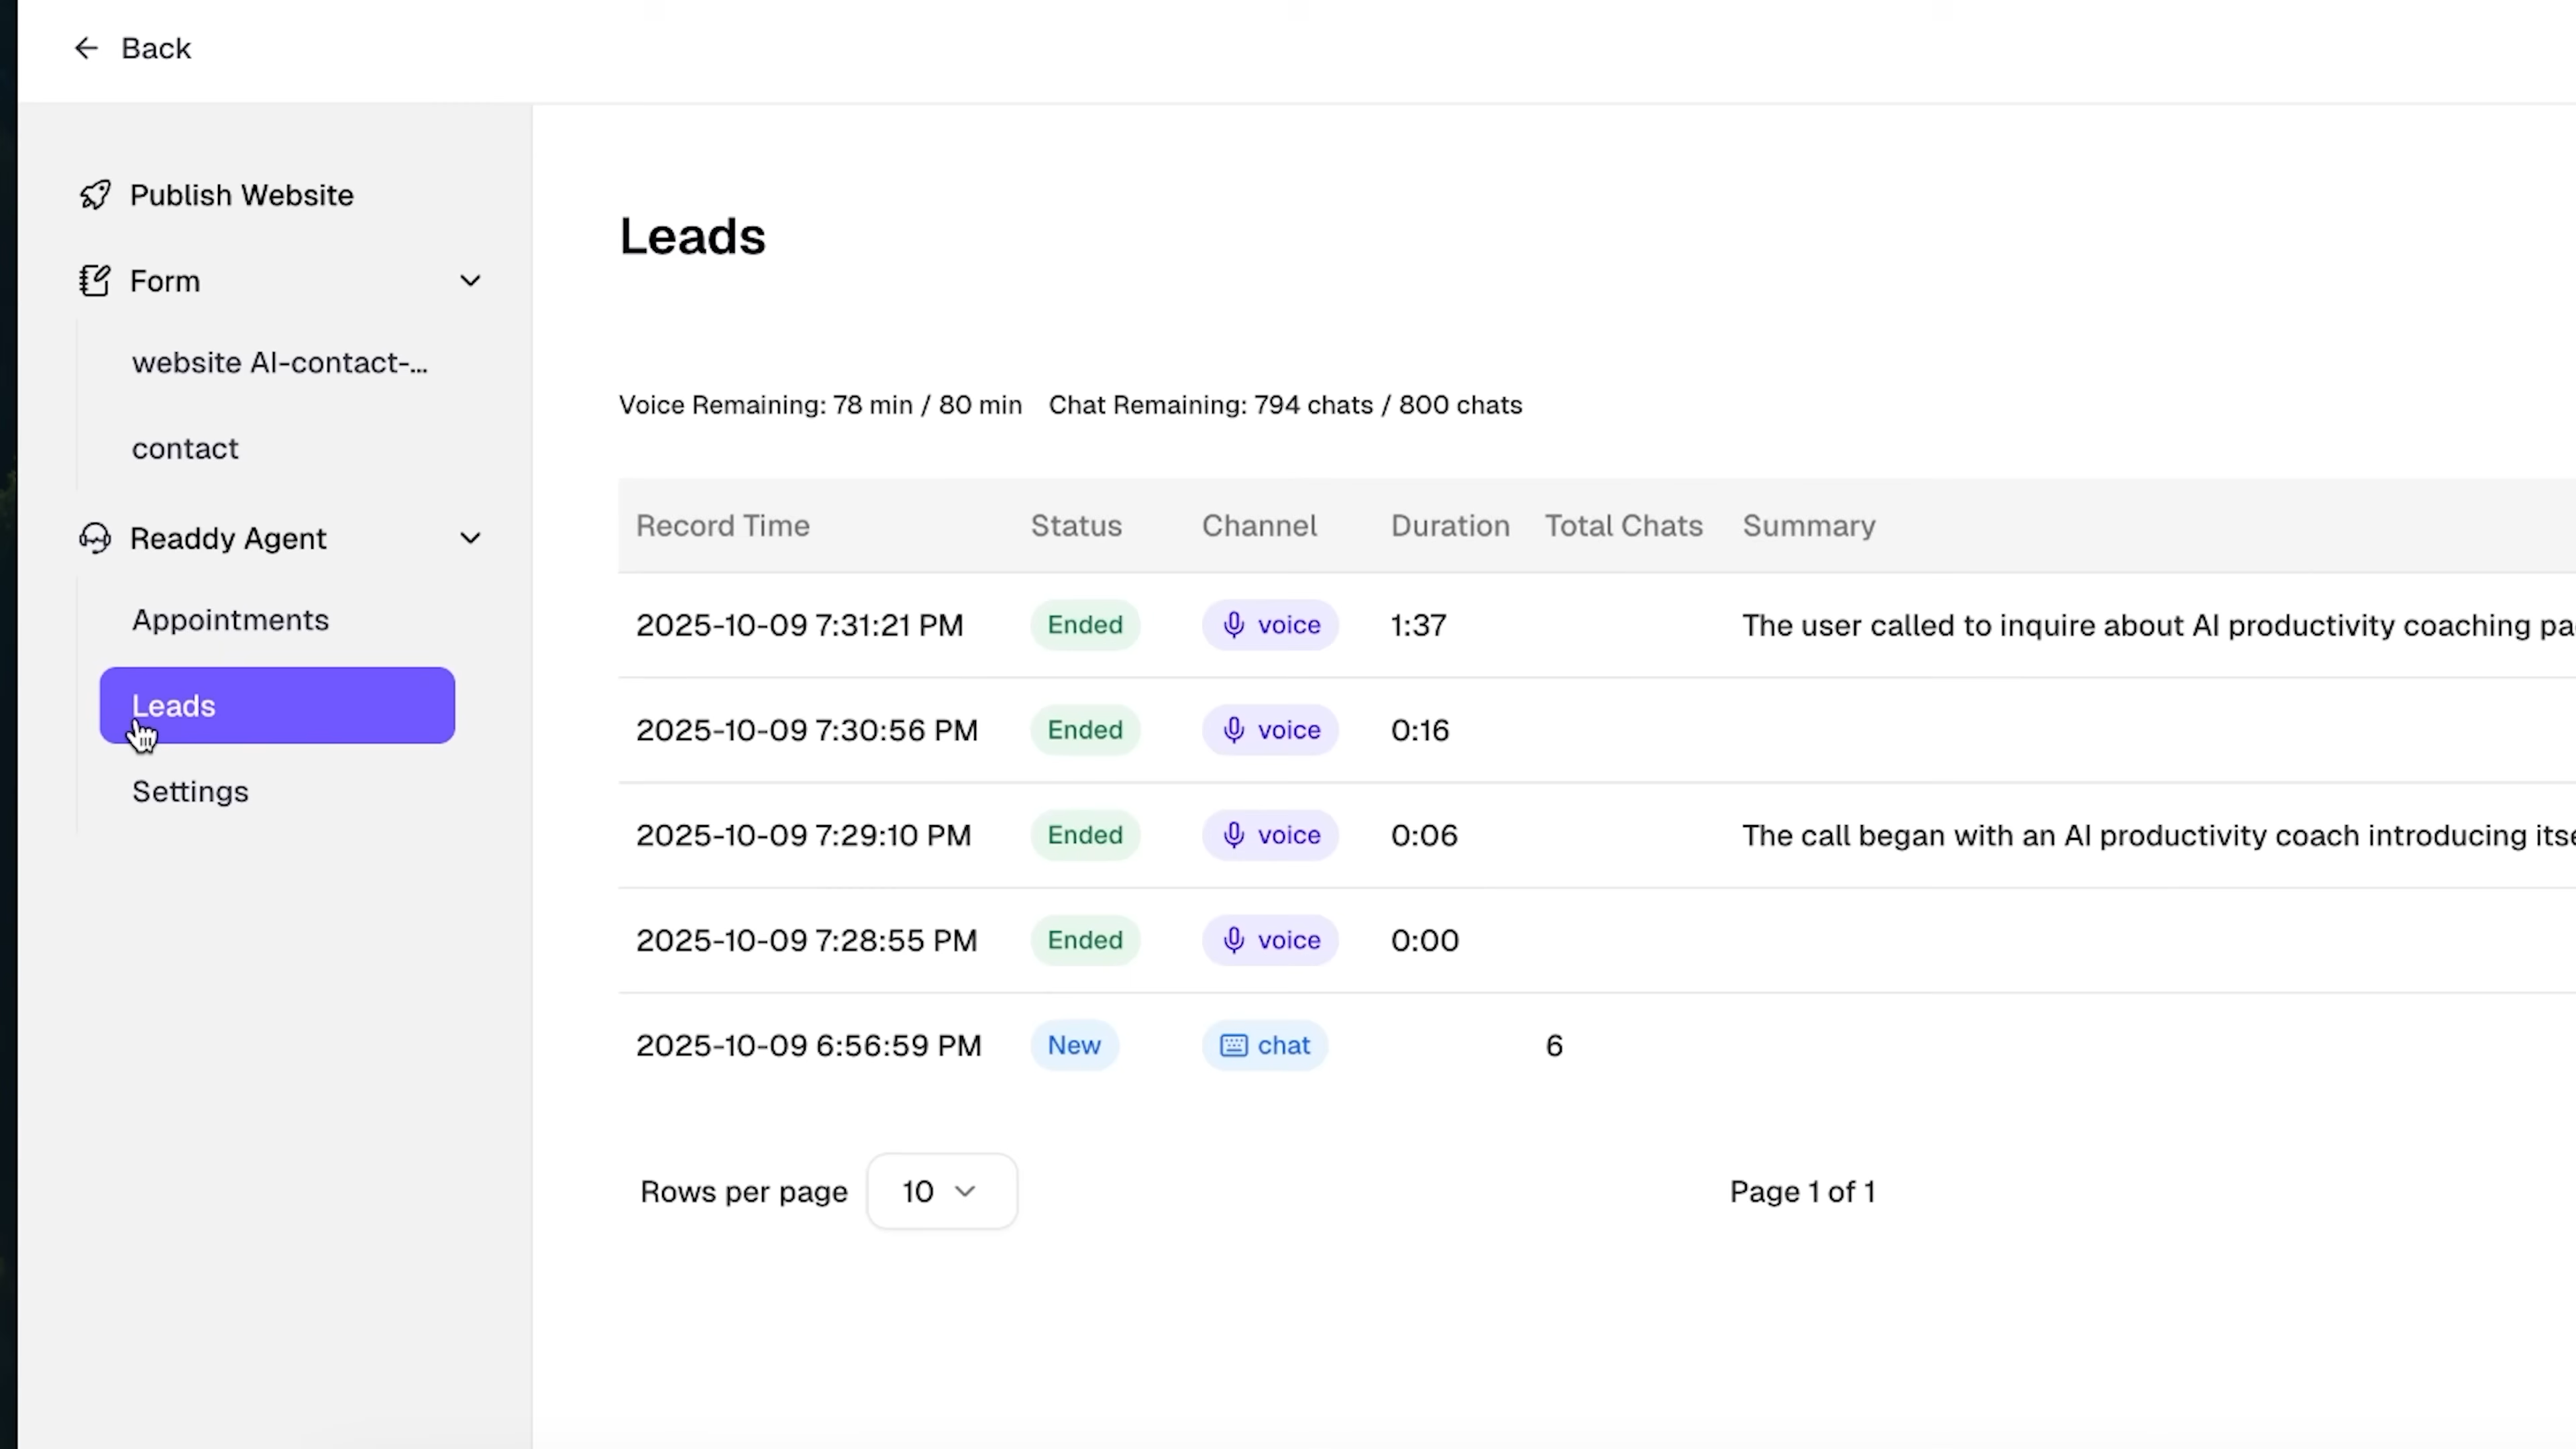 Back
Publish Website
Form
website AI-contact-...
contact
Readdy Agent
Appointments
Leads
Settings
Leads
Voice Remaining: 78 min / 80 min Chat Remaining: 794 chats / 800 chats
Record Time Status Channel Duration Total Chats Summary
2025-10-09 7:31:21 PM Ended voice 1:37 The user called to inquire about AI productivity coaching pa
2025-10-09 7:30:56 PM Ended voice 0:16
2025-10-09 7:29:10 PM Ended voice 0:06 The call began with an AI productivity coach introducing itse
2025-10-09 7:28:55 PM Ended voice 0:00
2025-10-09 6:56:59 PM New chat 6
Rows per page 10 Page 1 of 1